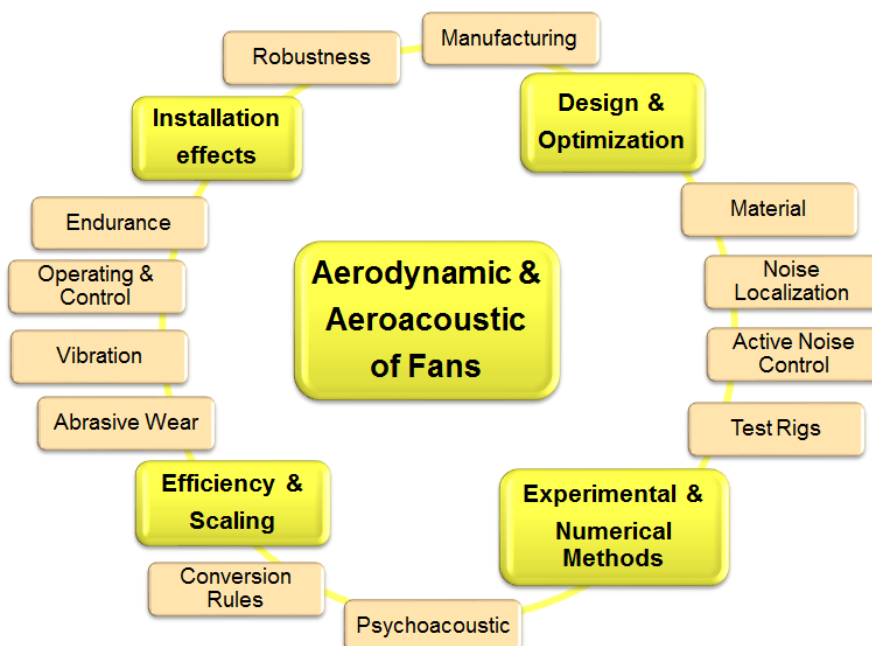 Robustness
Manufacturing
Installation
effects
Design &
Optimization
Endurance
Material
Operating &
Control
Noise
Localization
Aerodynamic &
Aeroacoustic
of Fans
Vibration
Active Noise
Control
Abrasive Wear
Test Rigs
Efficiency &
Scaling
Experimental &
Numerical
Methods
Conversion
Rules
Psychoacoustic